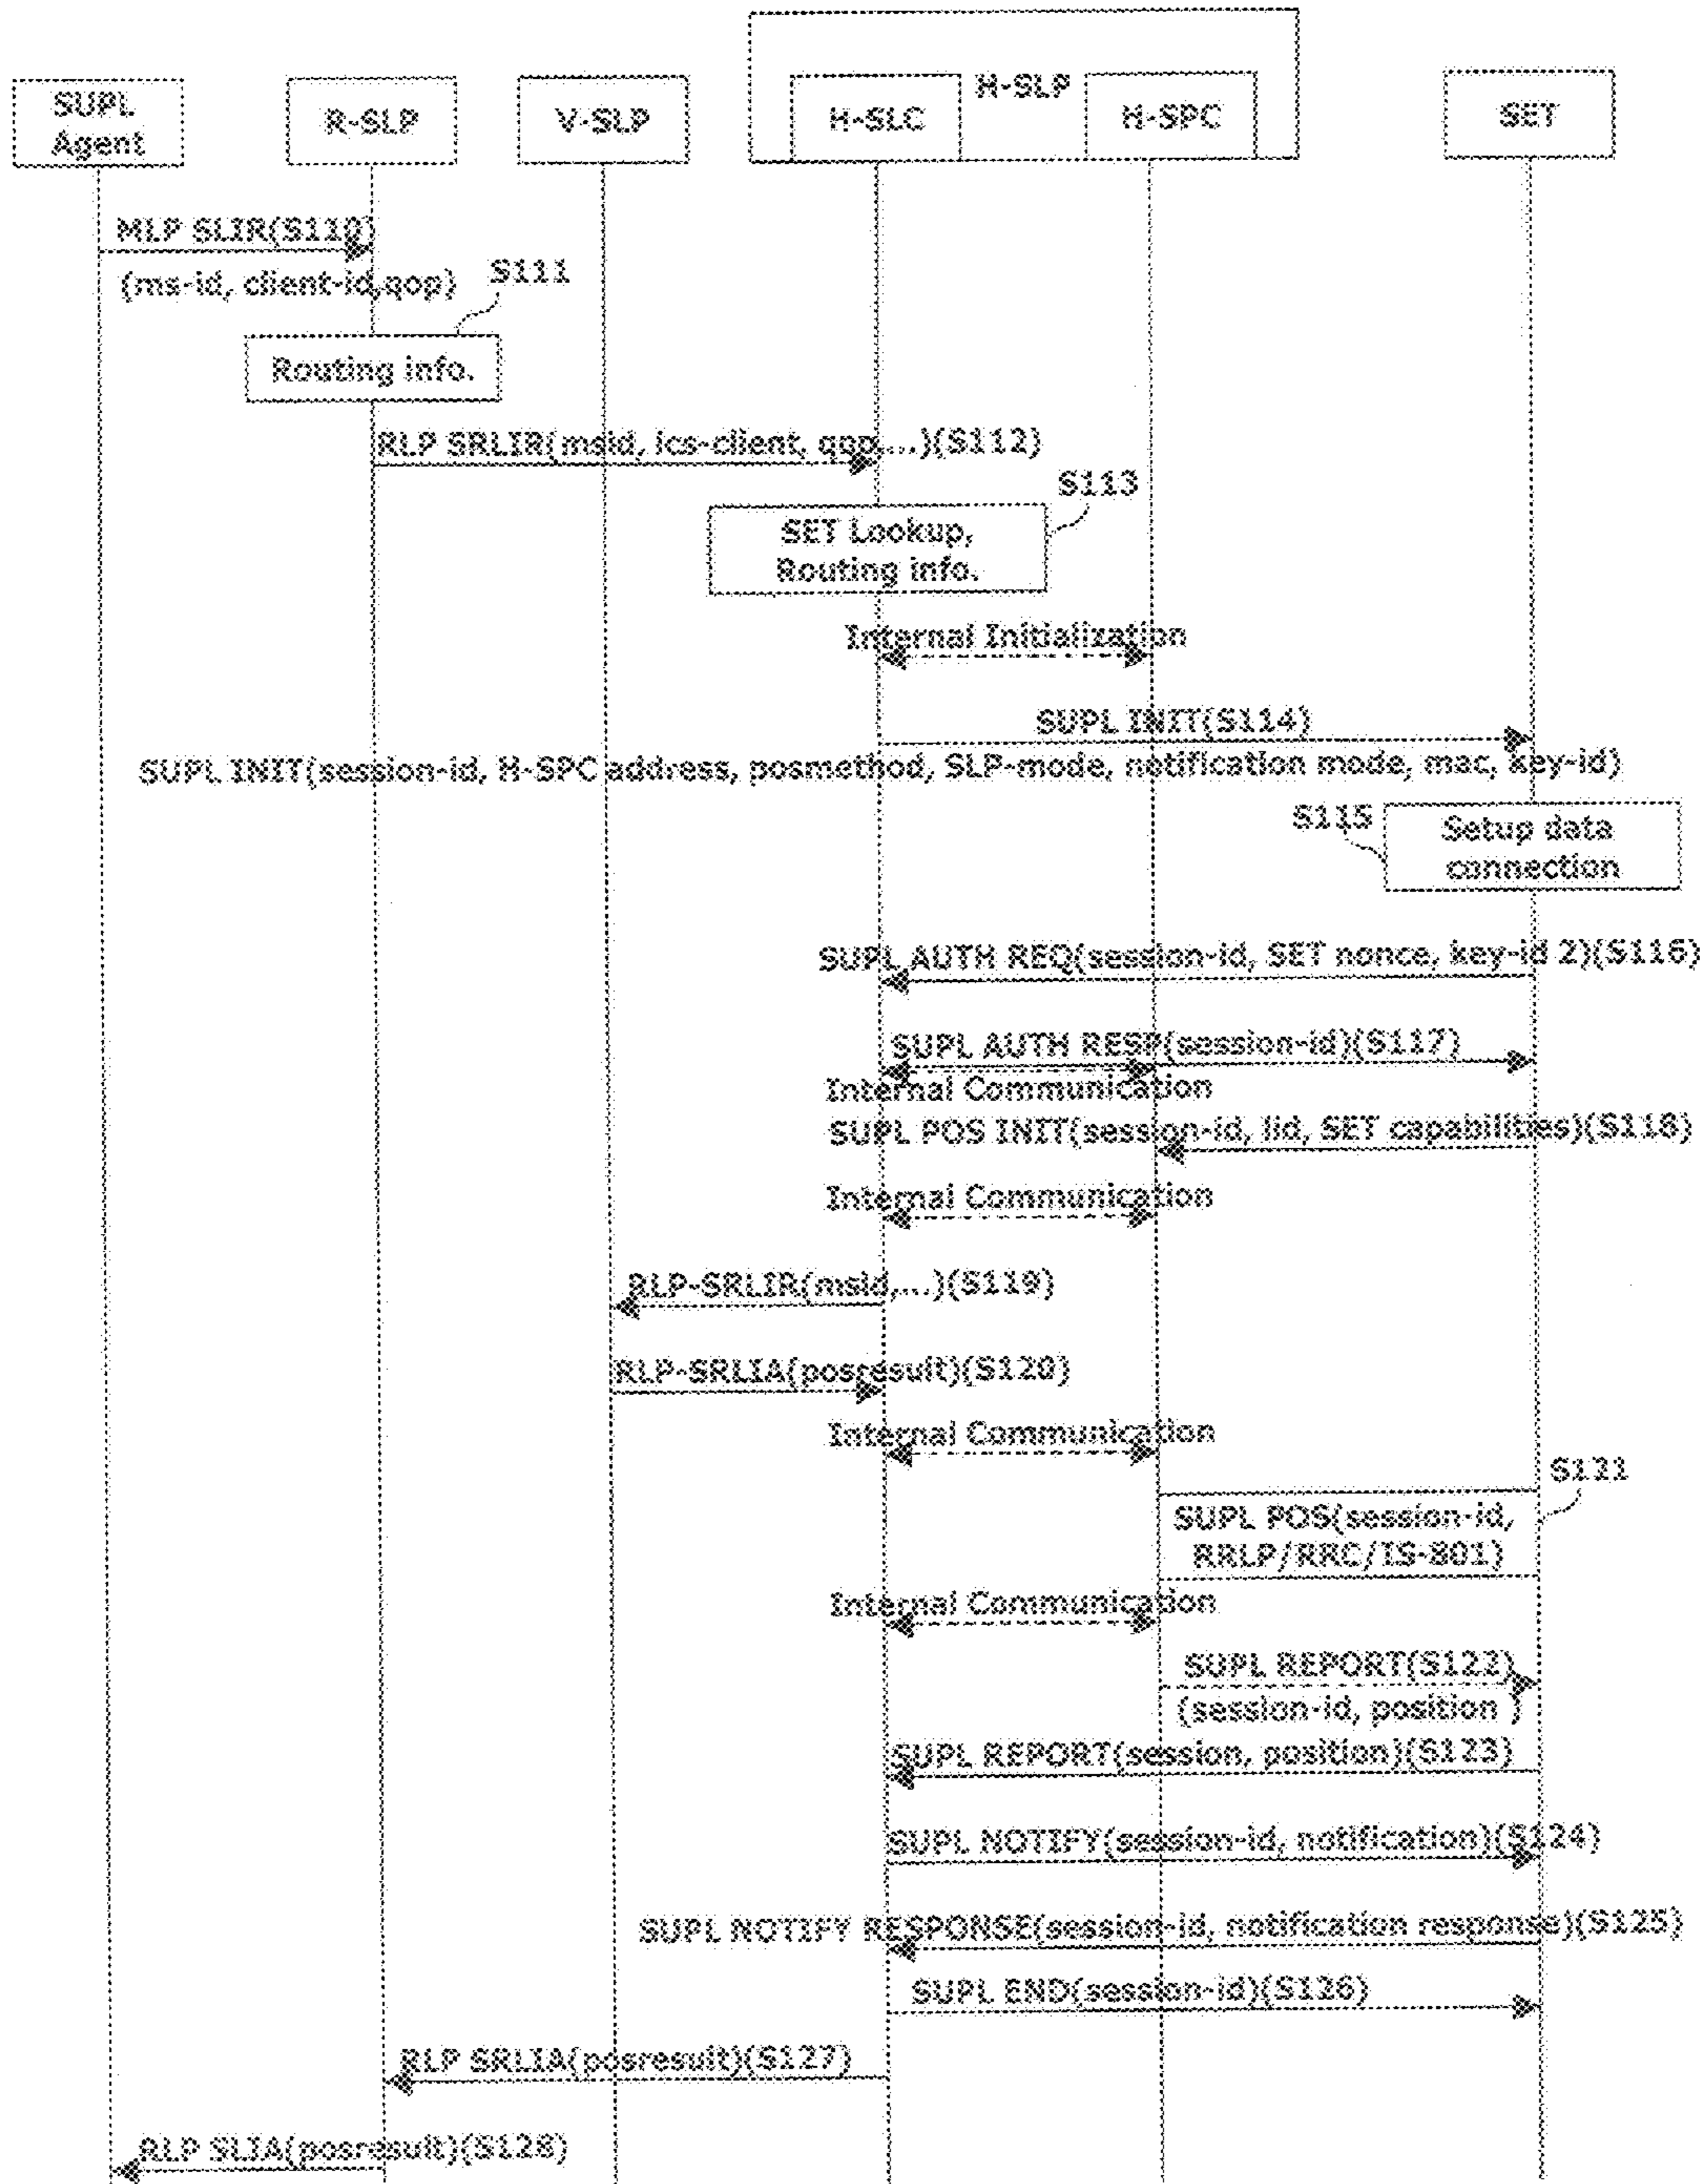 H-SLP
SUPL
Agent
R-SLP
V-SLP
H-SLC
H-SPC
SET
MLP SLIR(S110)
(ms-id, client-id,qop)
S111
Routing info.
RLP SRLIR(msid, lcs-client, qop,...)(S112)
S113
SET Lookup,
Routing info.
Internal Initialization
SUPL INIT(S114)
SUPL INIT(session-id, H-SPC address, posmethod, SLP-mode, notification mode, mac, key-id)
S115
Setup data
connection
SUPL AUTH REQ(session-id, SET nonce, key-id 2)(S116)
SUPL AUTH RESP(session-id)(S117)
Internal Communication
SUPL POS INIT(session-id, lid, SET capabilities)(S118)
Internal Communication
RLP-SRLIR(msid,...)(S119)
RLP-SRLIA(posresult)(S120)
Internal Communication
S121
SUPL POS(session-id,
RRLP/RRC/IS-801)
Internal Communication
SUPL REPORT(S122)
(session-id, position )
SUPL REPORT(session, position)(S123)
SUPL NOTIFY(session-id, notification)(S124)
SUPL NOTIFY RESPONSE(session-id, notification response)(S125)
SUPL END(session-id)(S126)
RLP SRLIA(posresult)(S127)
RLP SLIA(posresult)(S128)